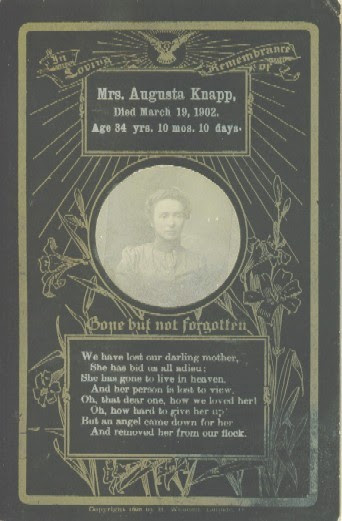 In
Loving
Remembrance
of
Mrs. Augusta Knapp,
Died March 19, 1902.
Age 34 yrs. 10 mos. 10 days.
Gone but not forgotten
We have lost our darling mother,
She has bid us all adieu;
She has gone to live in heaven,
And her person is lost to view,
Oh, that dear one, how we loved her!
Oh, how hard to give her up!
But an angel came down for her
And removed her from our flock.
by H.